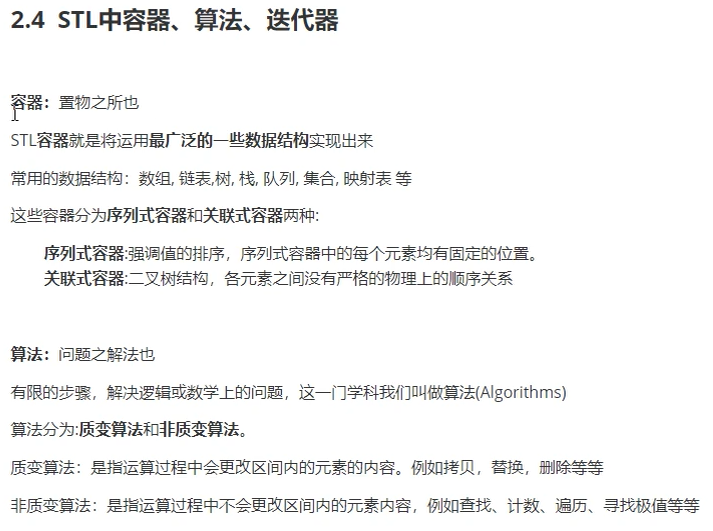 2.4 STL中容器、算法、迭代器
容器：置物之所也
STL容器就是将运用最广泛的一些数据结构实现出来
常用的数据结构：数组, 链表,树, 栈, 队列, 集合, 映射表 等
这些容器分为序列式容器和关联式容器两种:
序列式容器:强调值的排序，序列式容器中的每个元素均有固定的位置。
关联式容器:二叉树结构，各元素之间没有严格的物理上的顺序关系
算法：问题之解法也
有限的步骤，解决逻辑或数学上的问题，这一门学科我们叫做算法(Algorithms)
算法分为:质变算法和非质变算法。
质变算法：是指运算过程中会更改区间内的元素的内容。例如拷贝，替换，删除等等
非质变算法：是指运算过程中不会更改区间内的元素内容，例如查找、计数、遍历、寻找极值等等